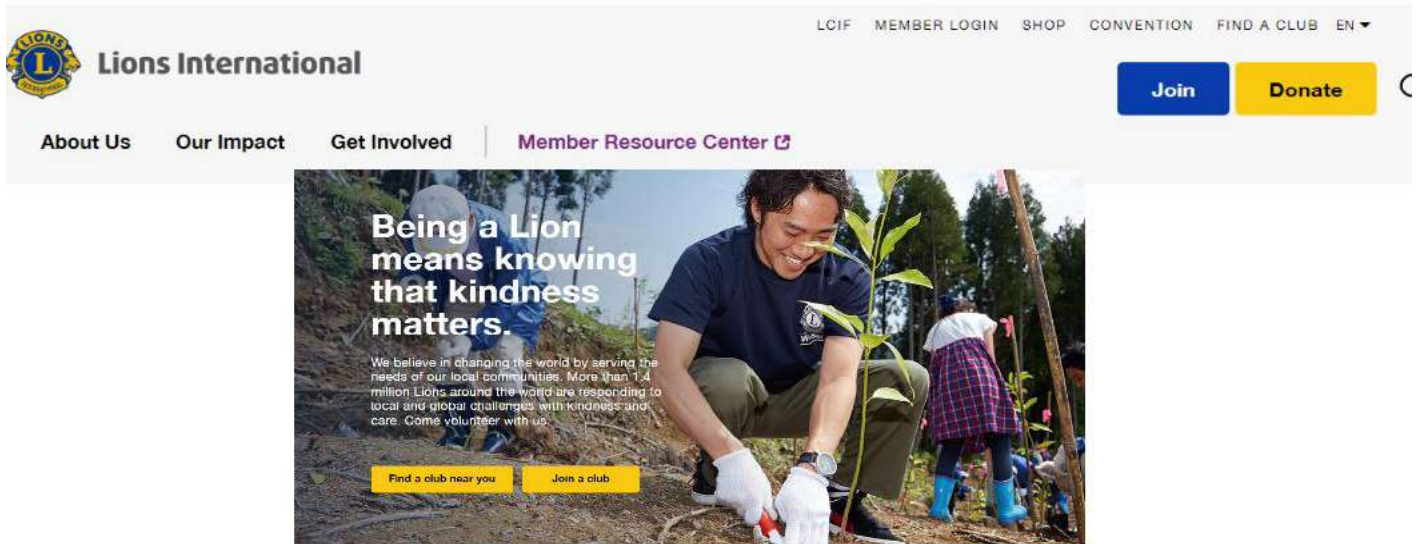 LCIF MEMBER LOGIN SHOP CONVENTION FIND A CLUB EN
LIONS
L
INTERNATIONAL
Lions International
Join
Donate
About Us Our Impact Get Involved Member Resource Center
Being a Lion
means knowing
that kindness
matters.
We believe in changing the world by serving the
needs of our local communities. More than 1.4
million Lions around the world are responding to
local and global challenges with kindness and
care. Come volunteer with us.
Find a club near you
Join a club
L